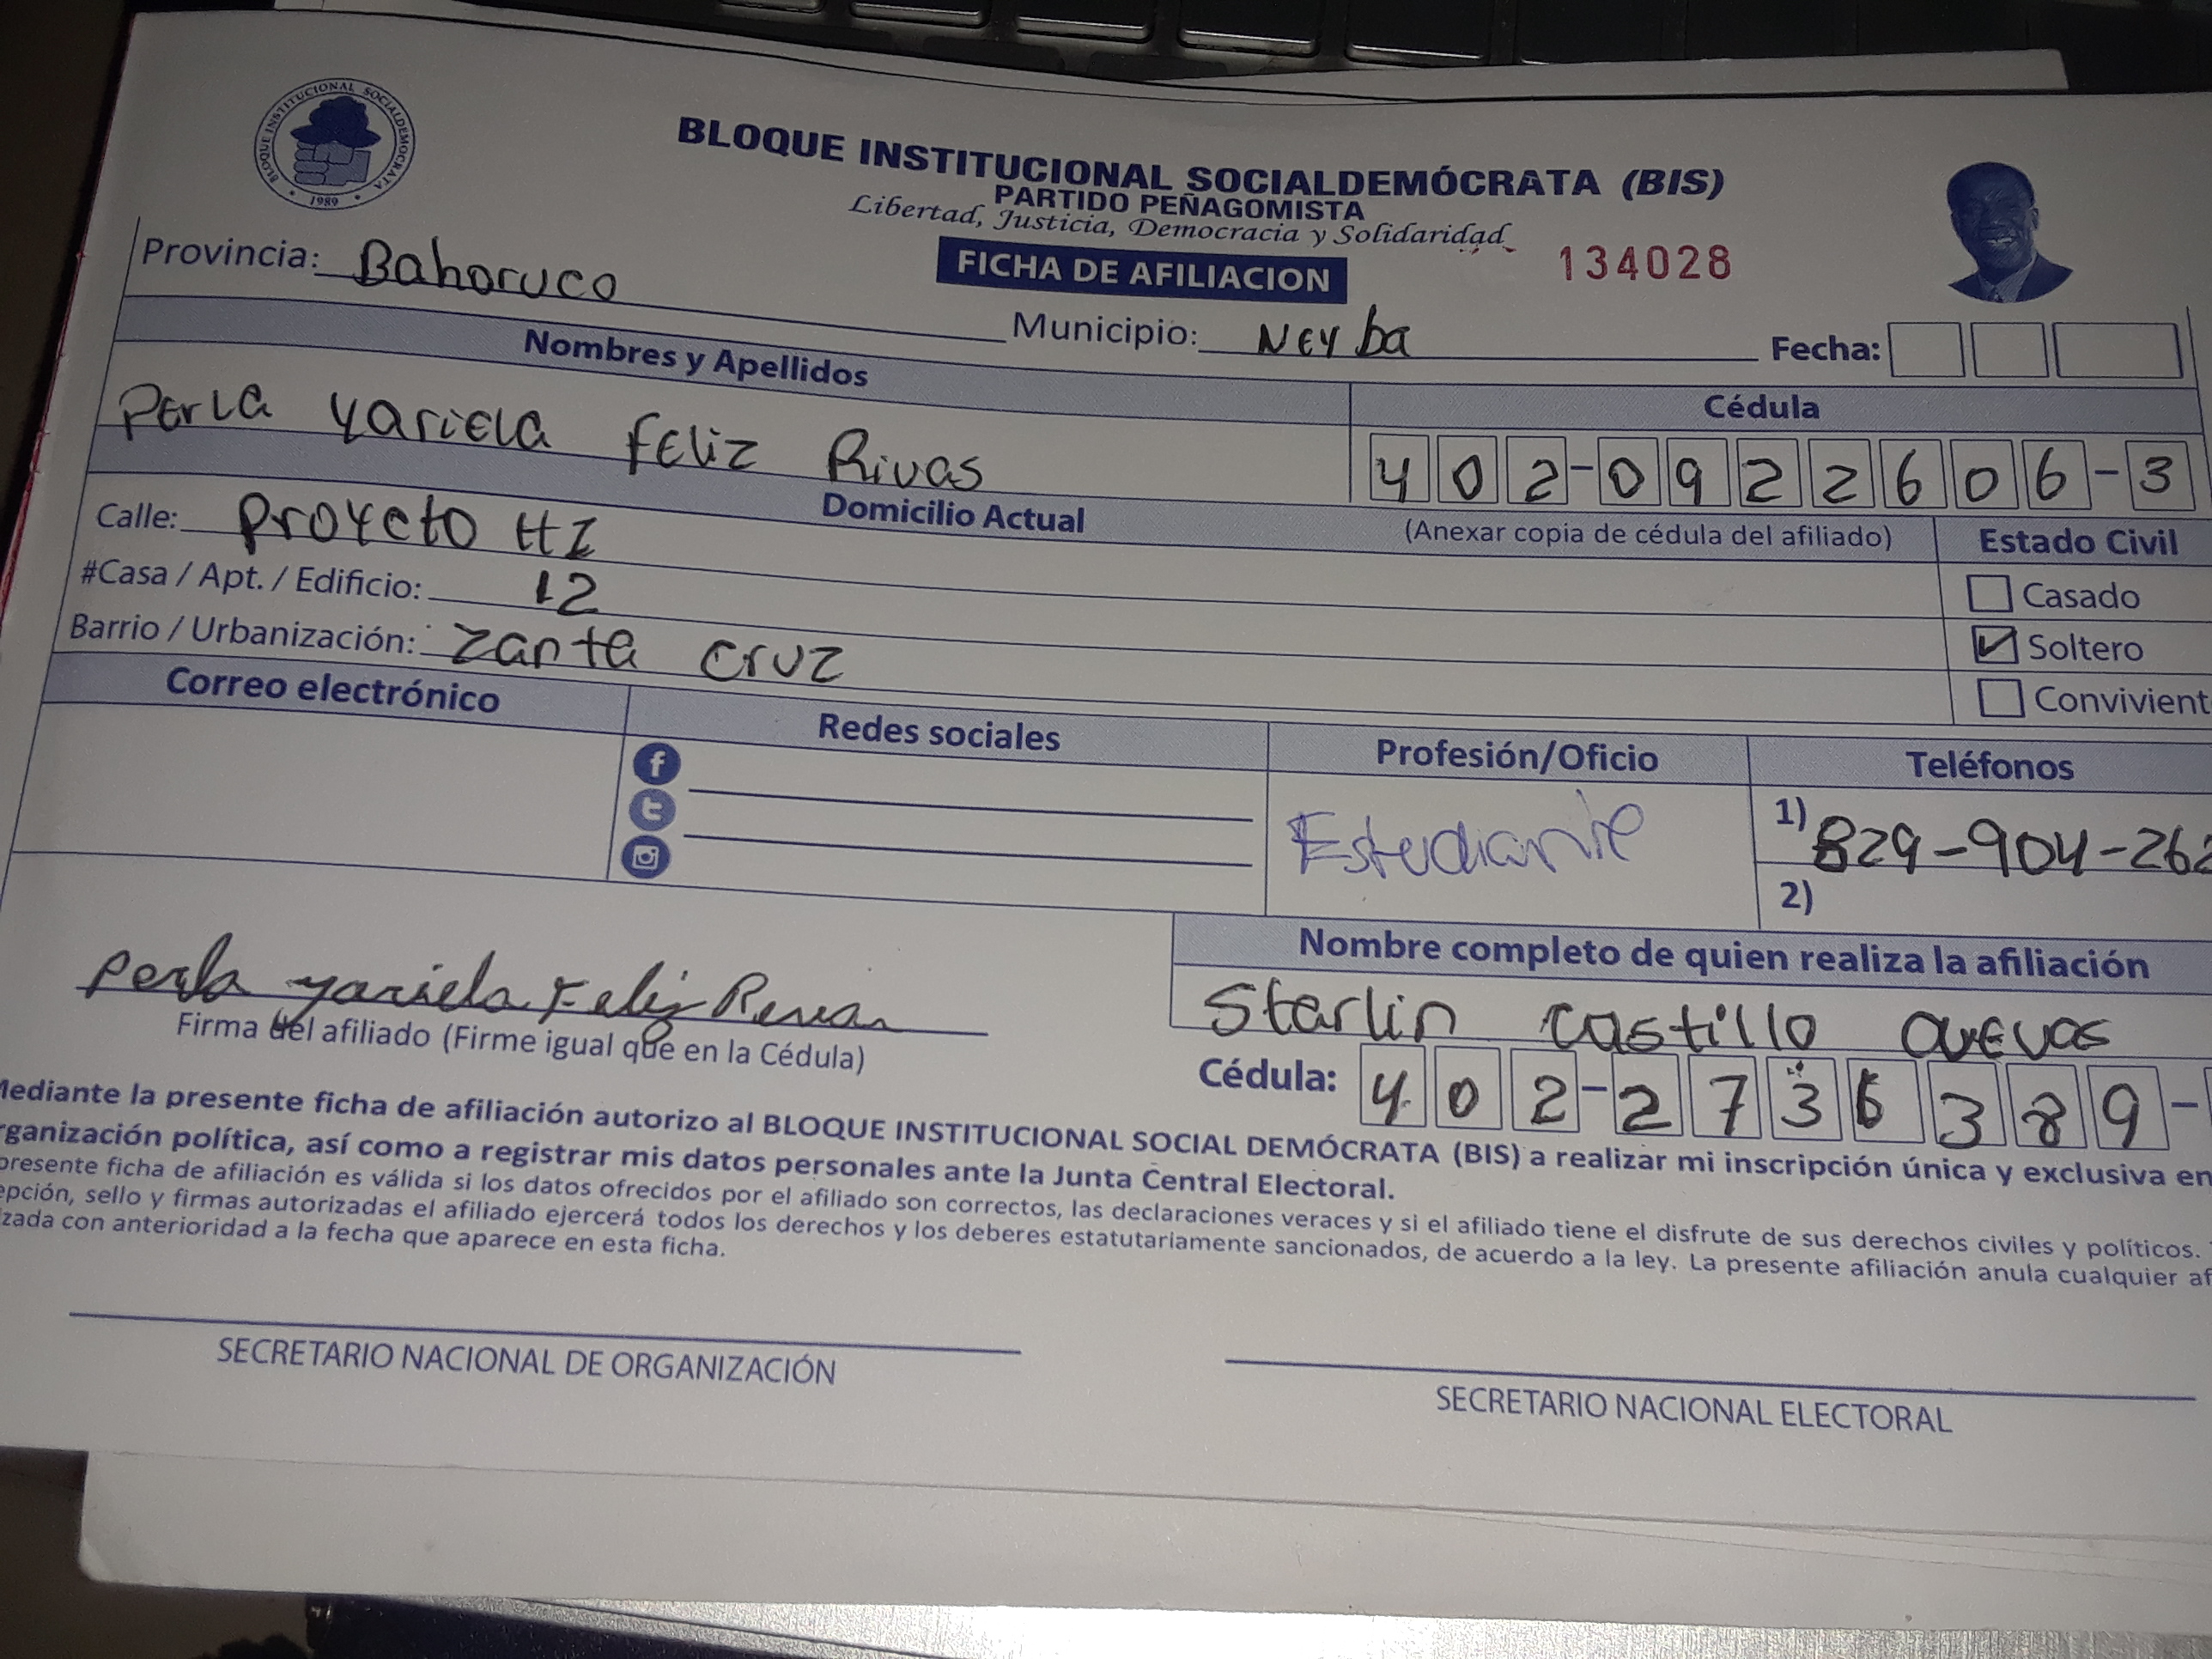 BLOQUE INSTITUCIONAL SOCIALDEMOCRATA
1989
BLOQUE INSTITUCIONAL SOCIALDEMÓCRATA (BIS)
PARTIDO PEÑAGOMISTA
Libertad, Justicia, Democracia y Solidaridad
FICHA DE AFILIACION
134028
Provincia: Bahoruco
Municipio: Neyba
Fecha:
Nombres y Apellidos
Cédula
Perla Yariela Feliz Rivas
402-0922606-3
Domicilio Actual
(Anexar copia de cédula del afiliado)
Estado Civil
Calle: Proyecto HI
#Casa / Apt. / Edificio: 12
Barrio / Urbanización: Zanta Cruz
Casado
Soltero
Convivient
Correo electrónico
Redes sociales
Profesión/Oficio
Teléfonos
Estudiante
1) 829-904-262
2)
Perla Yariela Feliz
Firma del afiliado (Firme igual que en la Cédula)
Nombre completo de quien realiza la afiliación
Starlin Castillo
Cédula: 402-2736389-
Mediante la presente ficha de afiliación autorizo al BLOQUE INSTITUCIONAL SOCIAL DEMÓCRATA (BIS) a realizar mi inscripción única y exclusiva en
rganización política, así como a registrar mis datos personales ante la Junta Central Electoral.
presente ficha de afiliación es válida si los datos ofrecidos por el afiliado son correctos, las declaraciones veraces y si el afiliado tiene el disfrute de sus derechos civiles y políticos.
epción, sello y firmas autorizadas el afiliado ejercerá todos los derechos y los deberes estatutariamente sancionados, de acuerdo a la ley. La presente afiliación anula cualquier af
zada con anterioridad a la fecha que aparece en esta ficha.
SECRETARIO NACIONAL DE ORGANIZACIÓN
SECRETARIO NACIONAL ELECTORAL